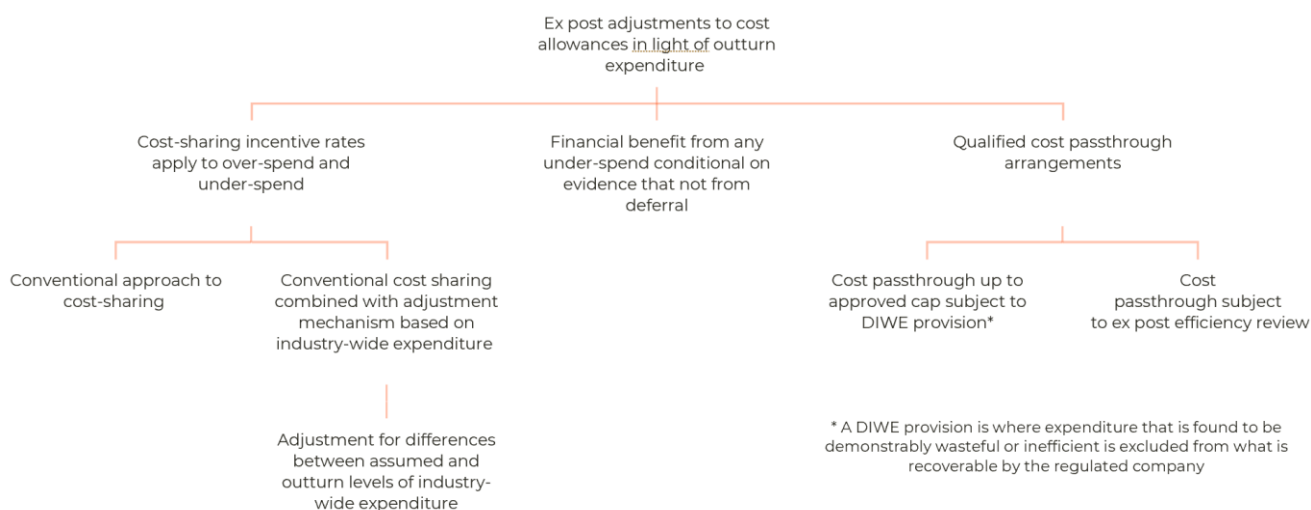 Ex post adjustments to cost
allowances in light of outturn
expenditure
Cost-sharing incentive rates
apply to over-spend and
under-spend
Financial benefit from any
under-spend conditional on
evidence that not from
deferral
Qualified cost passthrough
arrangements
Conventional approach to
cost-sharing
Conventional cost sharing
combined with adjustment
mechanism based on
industry-wide expenditure
Cost passthrough up to
approved cap subject to
DIWE provision*
Cost
passthrough subject
to ex post efficiency review
Adjustment for differences
between assumed and
outturn levels of industry-
wide expenditure
* A DIWE provision is where expenditure that is found to be
demonstrably wasteful or inefficient is excluded from what is
recoverable by the regulated company